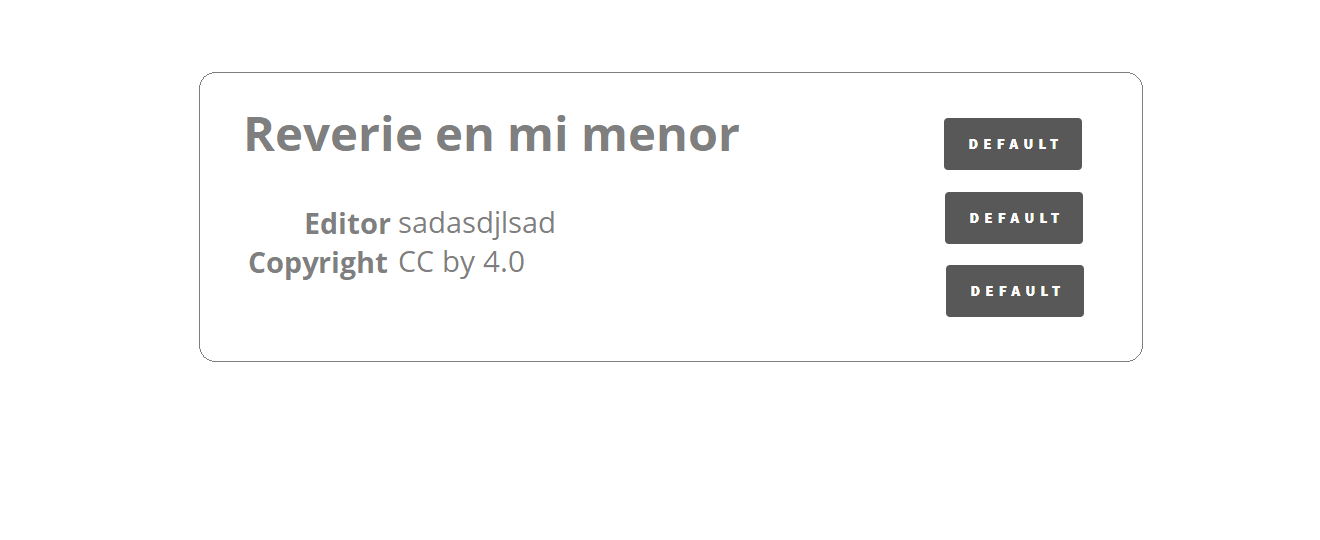 Reverie en mi menor
Editor sadasdjlsad
Copyright CC by 4.0
DEFAULT
DEFAULT
DEFAULT